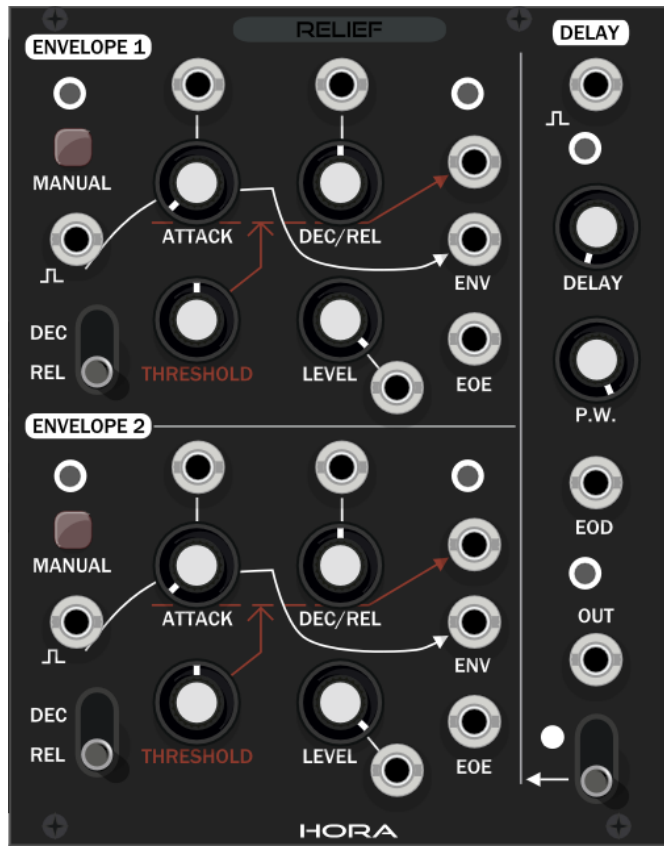 RELIEF
ENVELOPE 1
DELAY
MANUAL
ATTACK
DEC/REL
ENV
DELAY
DEC
REL
THRESHOLD
LEVEL
EOE
P.W.
ENVELOPE 2
EOD
MANUAL
ATTACK
DEC/REL
OUT
ENV
DEC
REL
THRESHOLD
LEVEL
EOE
HORA